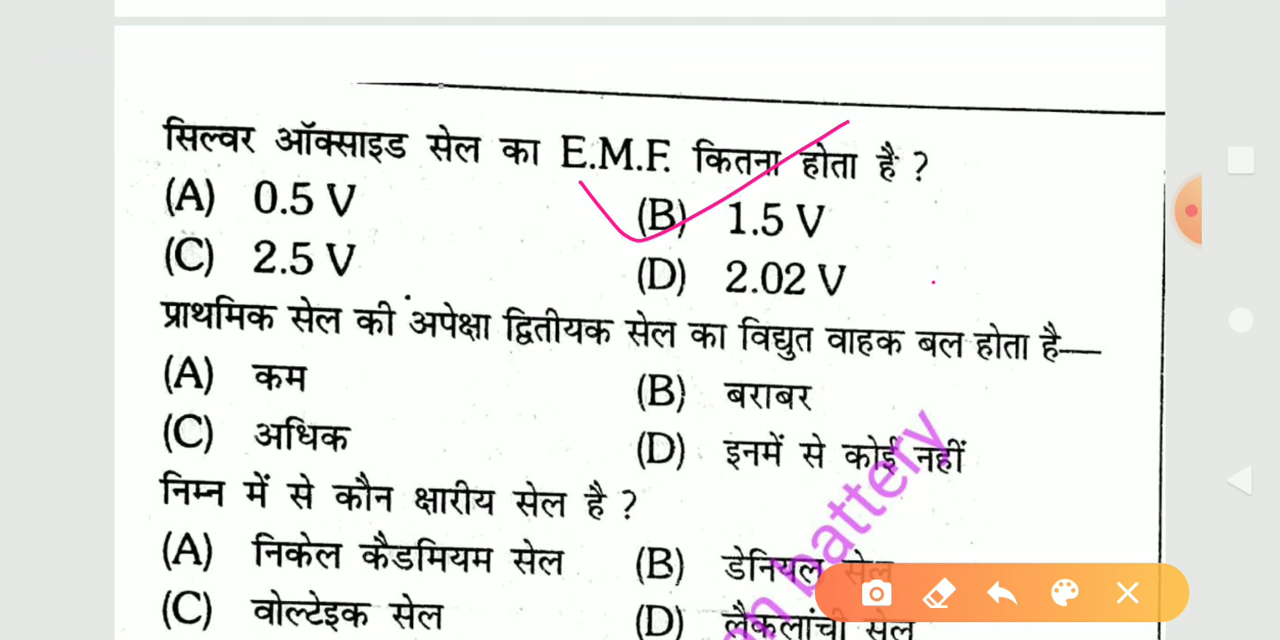 सिल्वर ऑक्साइड सेल का E.M.F. कितना होता है ?
(A) 0.5 V (B) 1.5 V
(C) 2.5 V (D) 2.02 V
प्राथमिक सेल की अपेक्षा द्वितीयक सेल का विद्युत वाहक बल होता है—
(A) कम (B) बराबर
(C) अधिक (D) इनमें से कोई नहीं
निम्न में से कौन क्षारीय सेल है ?
(A) निकेल कैडमियम सेल (B) डेनियल सेल
(C) वोल्टेइक सेल (D) लैकलांची सेल
battery